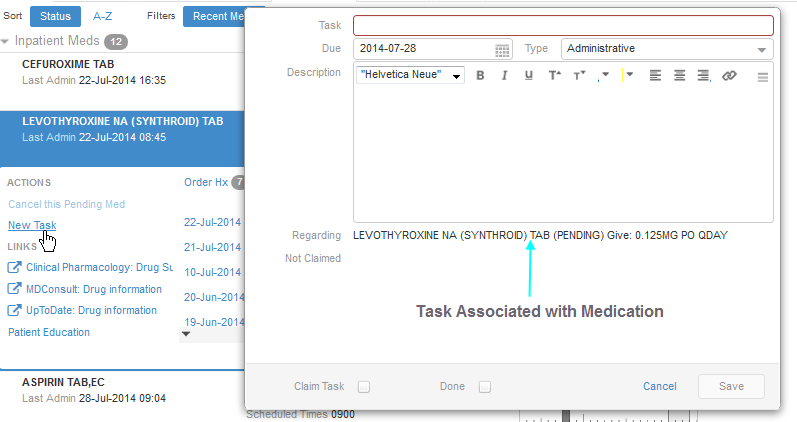 Sort Status A-Z Filters Recent Me
Inpatient Meds 12
CEFUROXIME TAB
Last Admin 22-Jul-2014 16:35
LEVOTHYROXINE NA (SYNTHROID) TAB
Last Admin 22-Jul-2014 08:45
ACTIONS
Order Hx 7
Cancel this Pending Med
New Task
22-Jul-2014
LINKS
21-Jul-2014
Clinical Pharmacology: Drug Su
10-Jul-2014
MDConsult: Drug information
20-Jun-2014
UpToDate: Drug information
19-Jun-2014
Patient Education
ASPIRIN TAB,EC
Last Admin 28-Jul-2014 09:04
Scheduled Times 0900
Task
Due 2014-07-28 Type Administrative
Description "Helvetica Neue" B I U T T
Regarding LEVOTHYROXINE NA (SYNTHROID) TAB (PENDING) Give: 0.125MG PO QDAY
Not Claimed
Task Associated with Medication
Claim Task Done Cancel Save